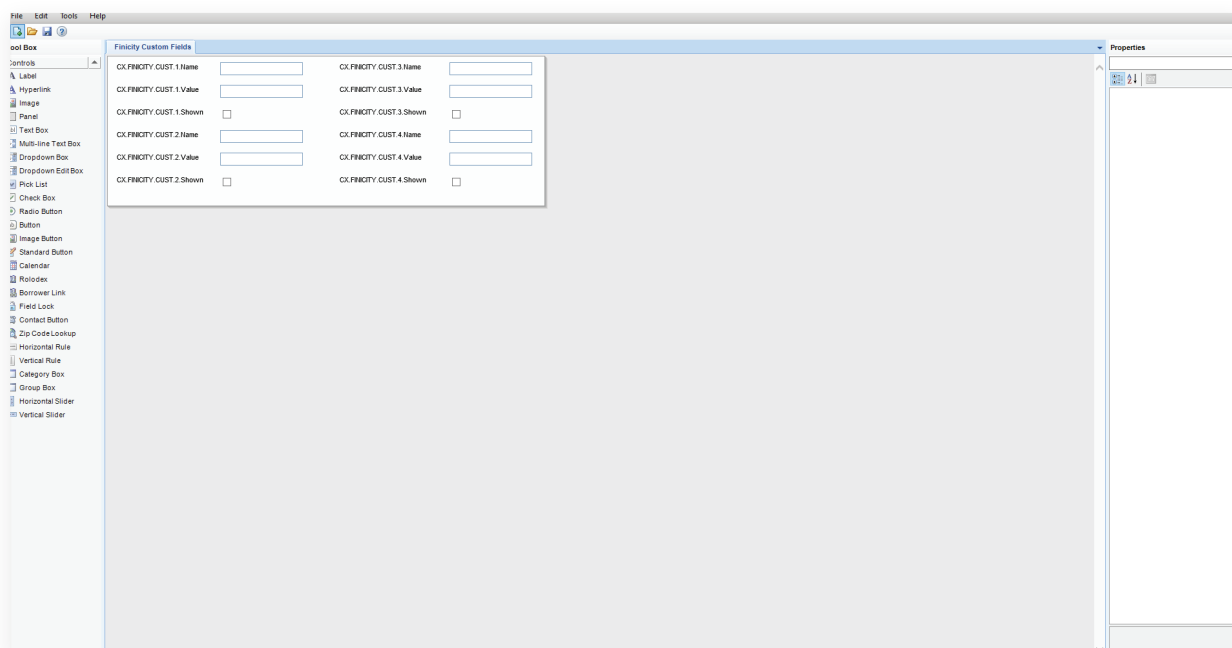 File Edit Tools Help
ool Box
Finicity Custom Fields
Properties
Controls
Label
Hyperlink
Image
Panel
Text Box
Multi-line Text Box
Dropdown Box
Dropdown Edit Box
Pick List
Check Box
Radio Button
Button
Image Button
Standard Button
Calendar
Rolodex
Borrower Link
Field Lock
Contact Button
Zip Code Lookup
Horizontal Rule
Vertical Rule
Category Box
Group Box
Horizontal Slider
Vertical Slider
CX.FINICITY.CUST.1.Name
CX.FINICITY.CUST.1.Value
CX.FINICITY.CUST.1.Shown
CX.FINICITY.CUST.2.Name
CX.FINICITY.CUST.2.Value
CX.FINICITY.CUST.2.Shown
CX.FINICITY.CUST.3.Name
CX.FINICITY.CUST.3.Value
CX.FINICITY.CUST.3.Shown
CX.FINICITY.CUST.4.Name
CX.FINICITY.CUST.4.Value
CX.FINICITY.CUST.4.Shown